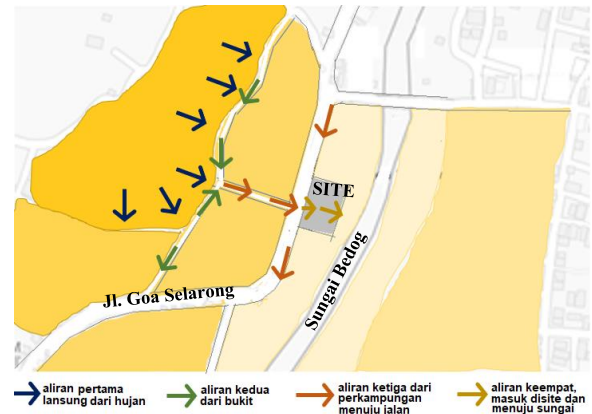 SITE
Jl. Goa Selarong
Sungai Bedog
aliran pertama
lansung dari hujan
aliran kedua
dari bukit
aliran ketiga dari
perkampungan
menuju jalan
aliran keempat,
masuk disite dan
menuju sungai